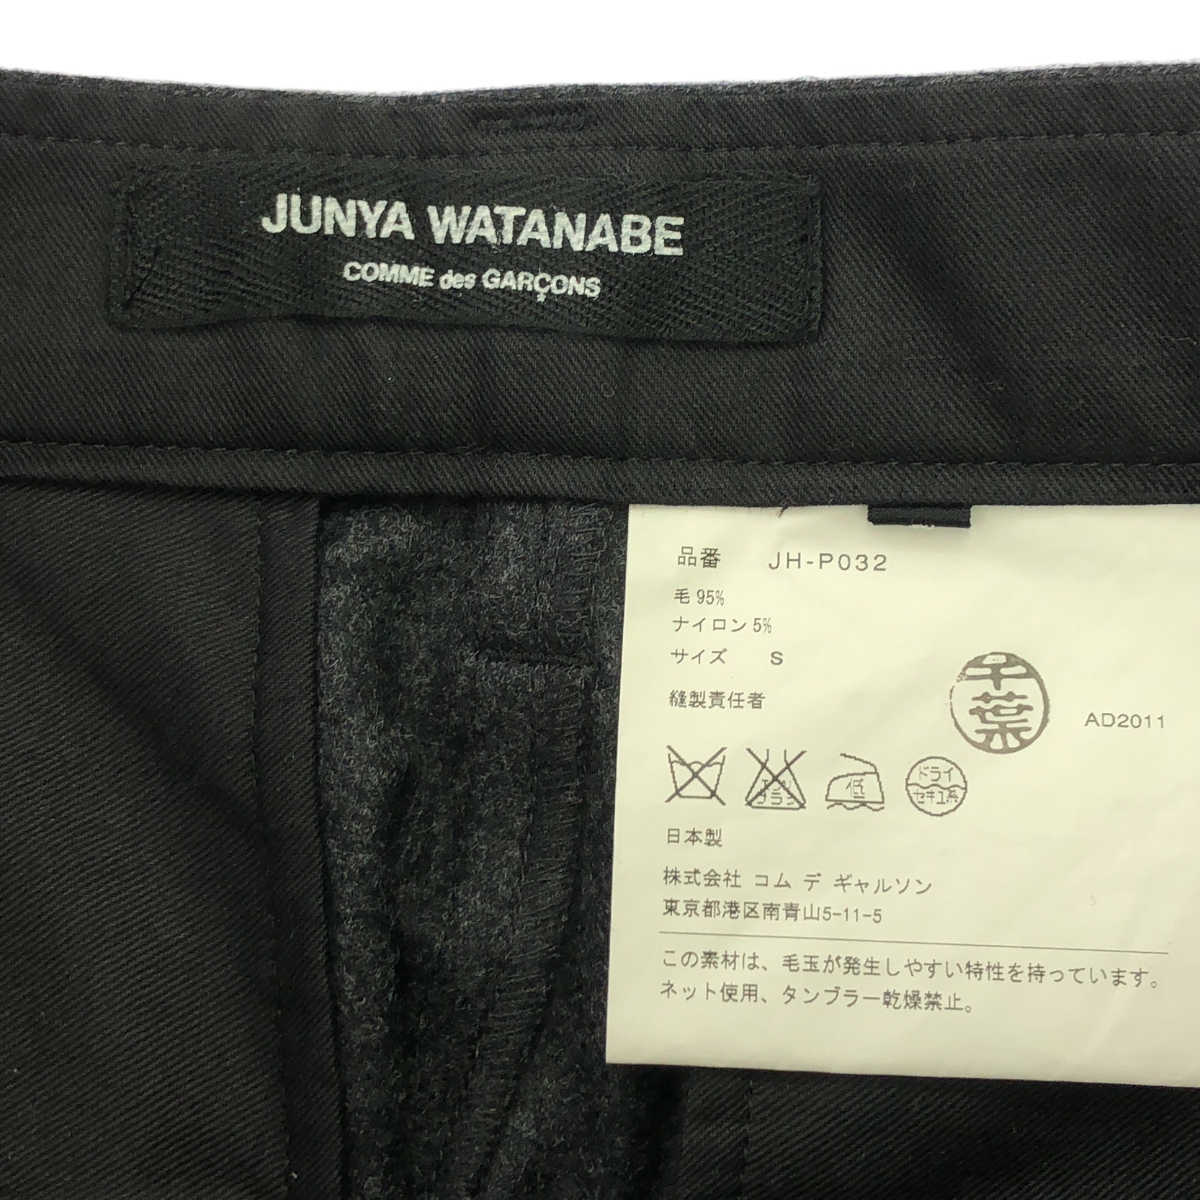 JUNYA WATANABE
COMME des GARÇONS
品番 JH-P032
毛 95%
ナイロン 5%
サイズ S
縫製責任者
千葉
AD2011
低
ドライ
セキユ系
日本製
株式会社 コム デ ギャルソン
東京都港区南青山5-11-5
この素材は、毛玉が発生しやすい特性を持っています。
ネット使用、タンブラー乾燥禁止。